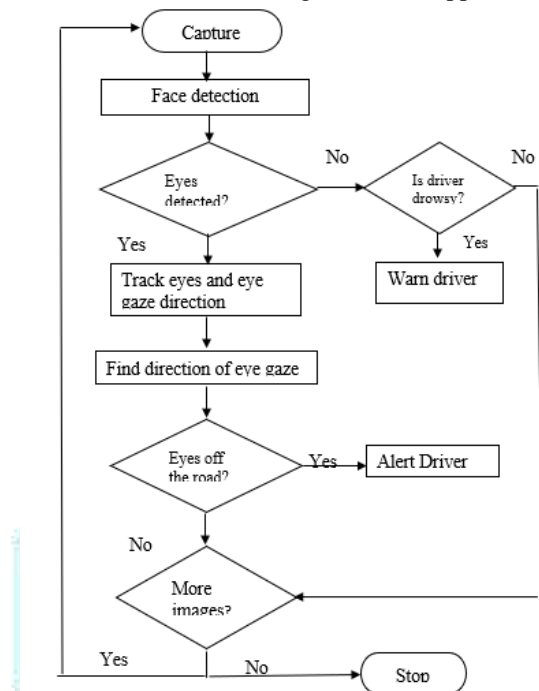 Capture
Face detection
No
No
Eyes
detected?
Is driver
drowsy?
Yes
Yes
Track eyes and eye
gaze direction
Warn driver
Find direction of eye gaze
Eyes off
the road?
Yes
Alert Driver
No
More
images?
Yes
No
Stop